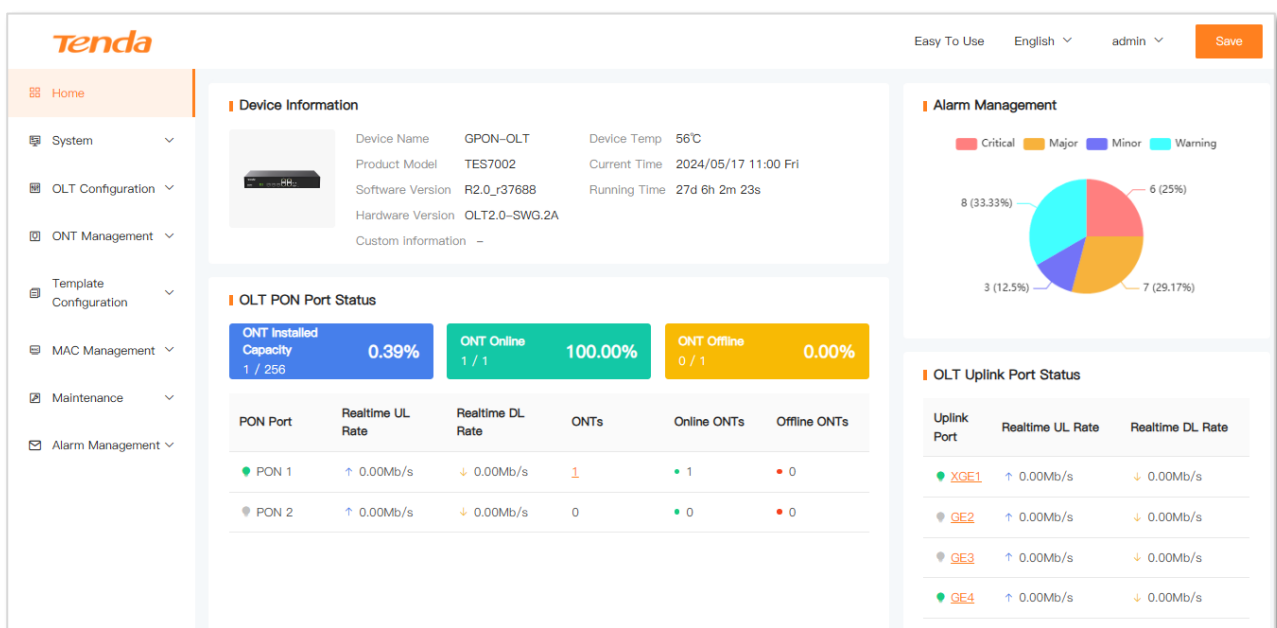 Tenda
Easy To Use English admin Save
Home
System
OLT Configuration
ONT Management
Template
Configuration
MAC Management
Maintenance
Alarm Management
Device Information
Device Name GPON-OLT Device Temp 56℃
Product Model TES7002 Current Time 2024/05/17 11:00 Fri
Software Version R2.0_r37688 Running Time 27d 6h 2m 23s
Hardware Version OLT2.0-SWG.2A
Custom information -
OLT PON Port Status
ONT Installed
Capacity 0.39%
1 / 256
ONT Online
1 / 1 100.00%
ONT Offline
0 / 1 0.00%
PON Port Realtime UL Rate Realtime DL Rate ONTs Online ONTs Offline ONTs
PON 1 ↑ 0.00Mb/s ↓ 0.00Mb/s 1 1 0
PON 2 ↑ 0.00Mb/s ↓ 0.00Mb/s 0 0 0
Alarm Management
Critical Major Minor Warning
6 (25%)
8 (33.33%)
3 (12.5%)
7 (29.17%)
OLT Uplink Port Status
Uplink Port Realtime UL Rate Realtime DL Rate
XGE1 ↑ 0.00Mb/s ↓ 0.00Mb/s
GE2 ↑ 0.00Mb/s ↓ 0.00Mb/s
GE3 ↑ 0.00Mb/s ↓ 0.00Mb/s
GE4 ↑ 0.00Mb/s ↓ 0.00Mb/s